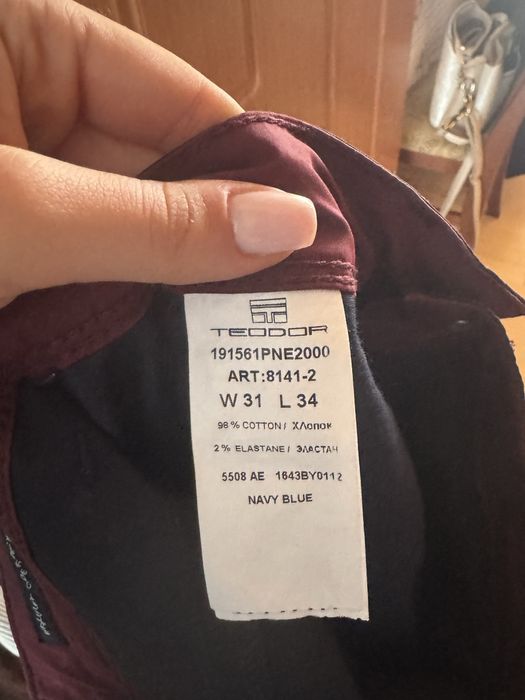 TEODOR
191561PNE2000
ART:8141-2
W 31 L 34
98% COTTON / ХЛОПОК
2% ELASTANE / ЭЛАСТАН
5508 AE 1643BY0112
NAVY BLUE